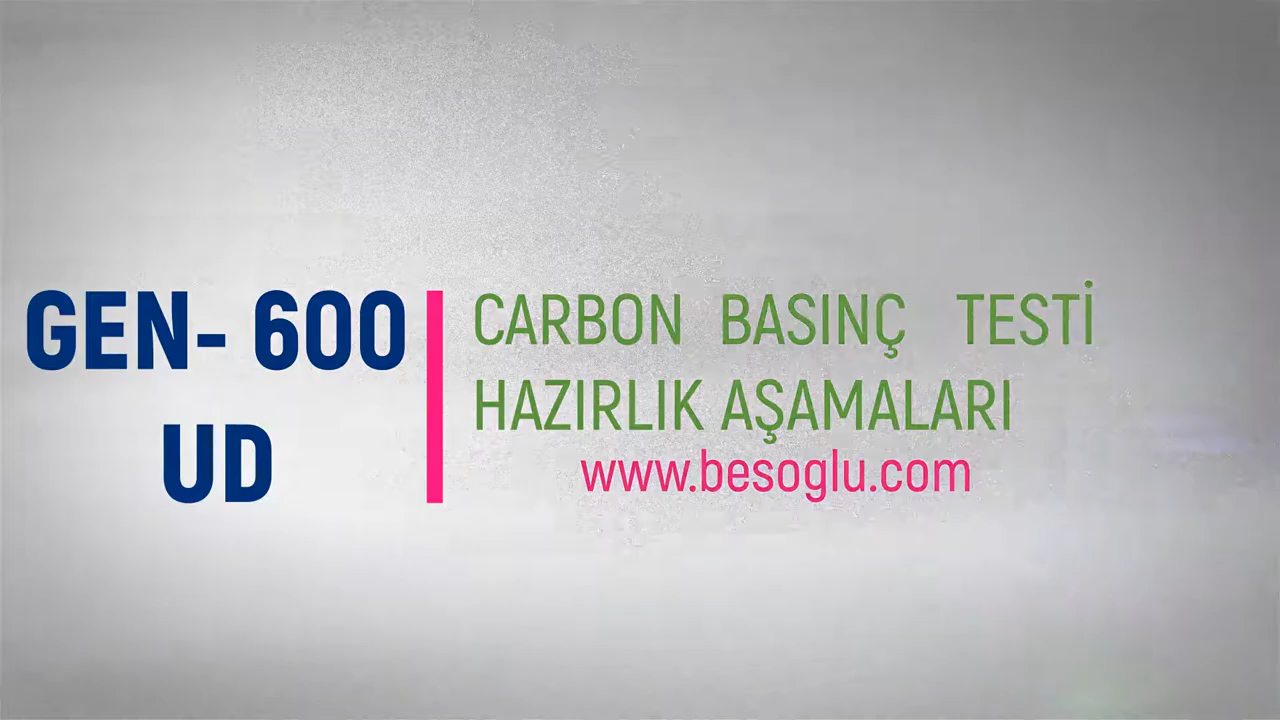 GEN- 600
UD
CARBON BASINÇ TESTİ
HAZIRLIK AŞAMALARI
www.besoglu.com